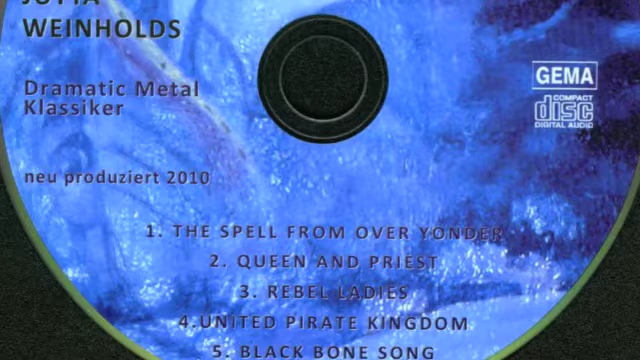 JUTTA
WEINHOLDS
Dramatic Metal
Klassiker
neu produziert 2010
GEMA
COMPACT
disc
DIGITAL AUDIO
1. THE SPELL FROM OVER YONDER
2. QUEEN AND PRIEST
3. REBEL LADIES
4.UNITED PIRATE KINGDOM
5. BLACK BONE SONG